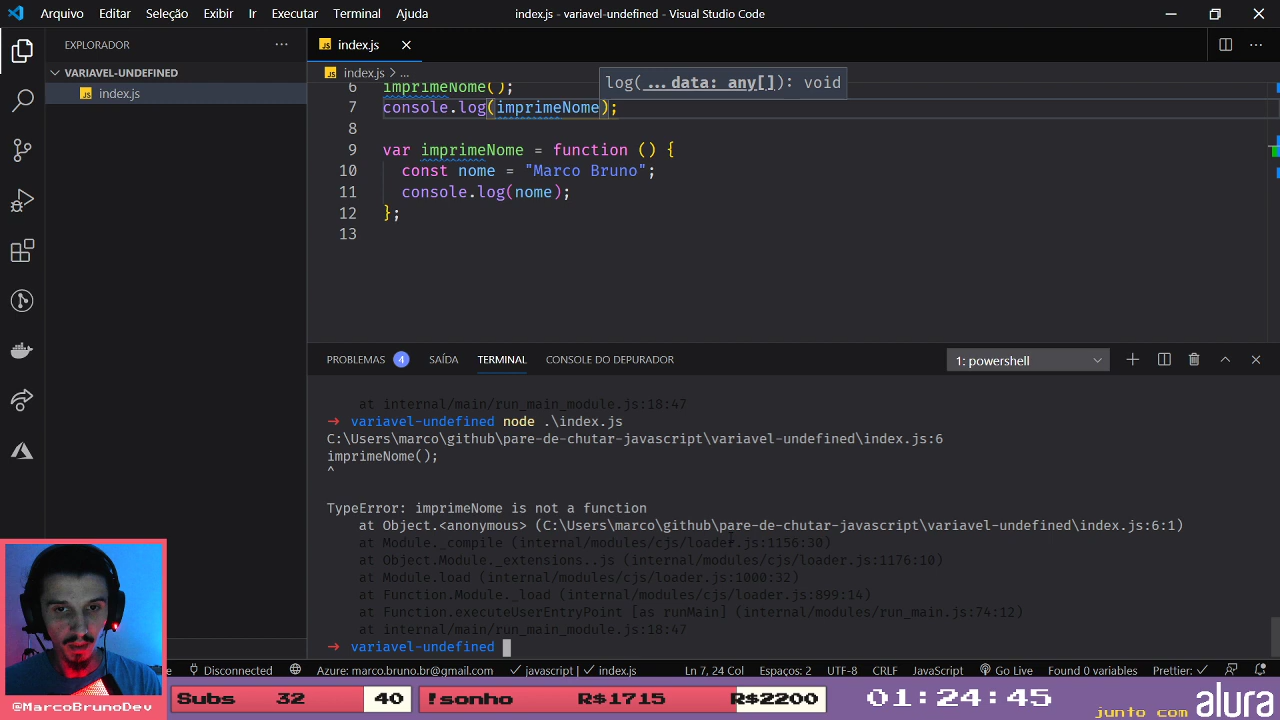 Arquivo Editar Seleção Exibir Ir Executar Terminal Ajuda index.js - variavel-undefined - Visual Studio Code
EXPLORADOR
index.js
VARIAVEL-UNDEFINED
index.js > ...
index.js
log(...data: any[]): void
6 imprimeNome();
7 console.log(imprimeNome);
8
9 var imprimeNome = function () {
10 const nome = "Marco Bruno";
11 console.log(nome);
12 };
13
PROBLEMAS 4 SAÍDA TERMINAL CONSOLE DO DEPURADOR 1: powershell
at internal/main/run_main_module.js:18:47
→ variavel-undefined node .\index.js
C:\Users\marco\github\pare-de-chutar-javascript\variavel-undefined\index.js:6
imprimeNome();
^
TypeError: imprimeNome is not a function
at Object.<anonymous> (C:\Users\marco\github\pare-de-chutar-javascript\variavel-undefined\index.js:6:1)
at Module._compile (internal/modules/cjs/loader.js:1156:30)
at Object.Module._extensions..js (internal/modules/cjs/loader.js:1176:10)
at Module.load (internal/modules/cjs/loader.js:1000:32)
at Function.Module._load (internal/modules/cjs/loader.js:899:14)
at Function.executeUserEntryPoint [as runMain] (internal/modules/run_main.js:74:12)
at internal/main/run_main_module.js:18:47
→ variavel-undefined
Disconnected Azure: marco.bruno.br@gmail.com javascript index.js Ln 7, 24 Col Espaços: 2 UTF-8 CRLF JavaScript Go Live Found 0 variables Prettier: ✓
@MarcoBrunoDev
Subs 32 40 !sonho R$1715 R$2200 01:24:45 junto com alura